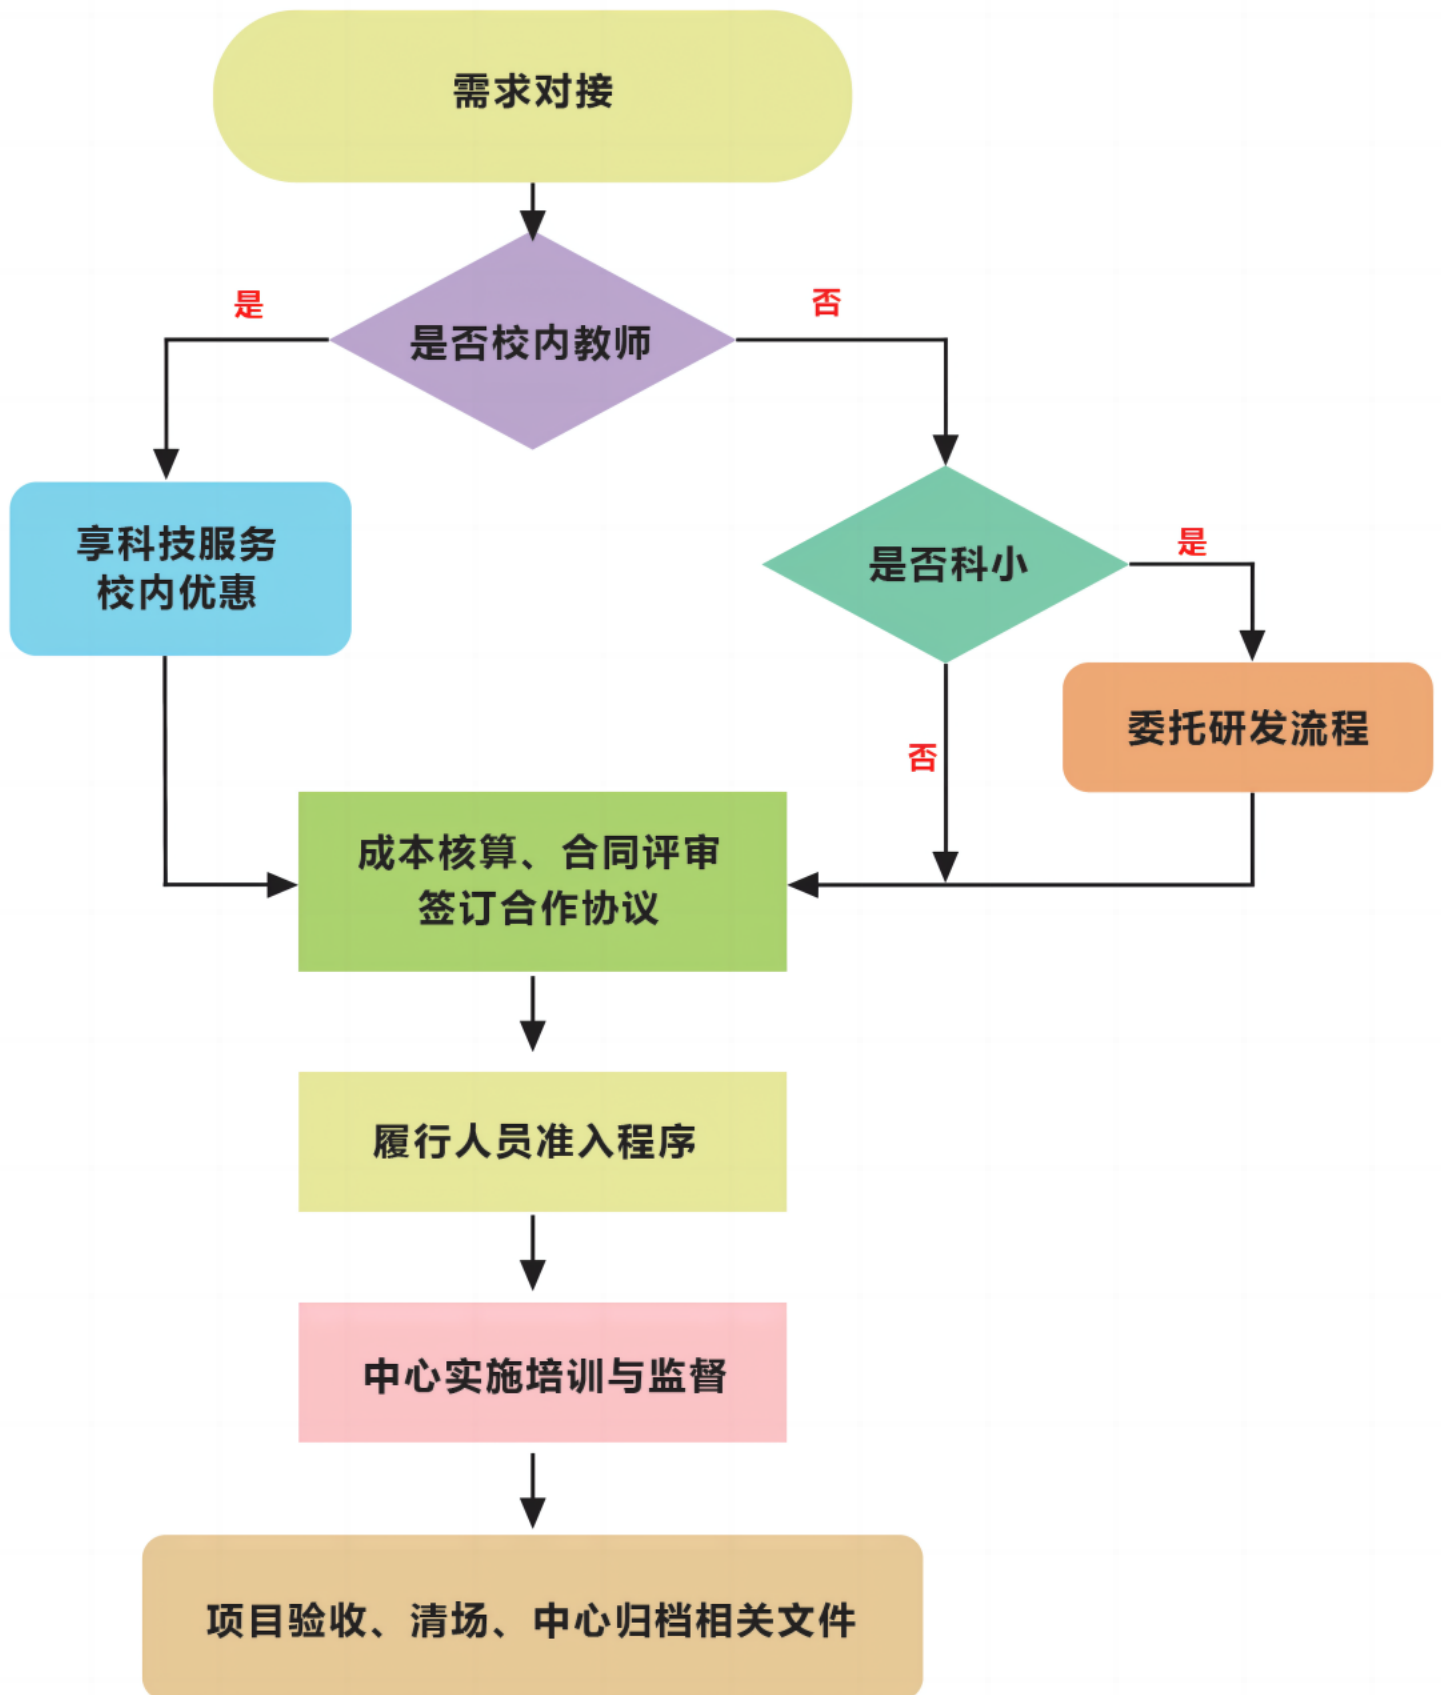 需求对接
是
否
是否校内教师
享科技服务
校内优惠
是否科小
是
委托研发流程
否
成本核算、合同评审
签订合作协议
履行人员准入程序
中心实施培训与监督
项目验收、清场、中心归档相关文件